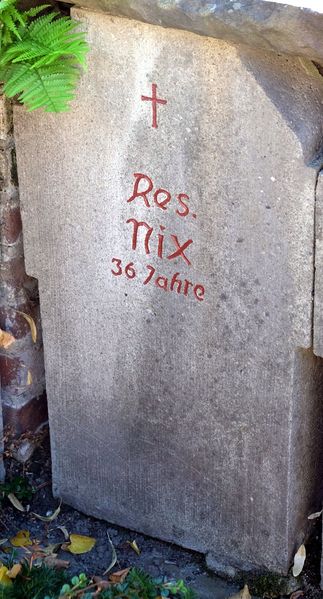 Res.
Nix
36 Jahre